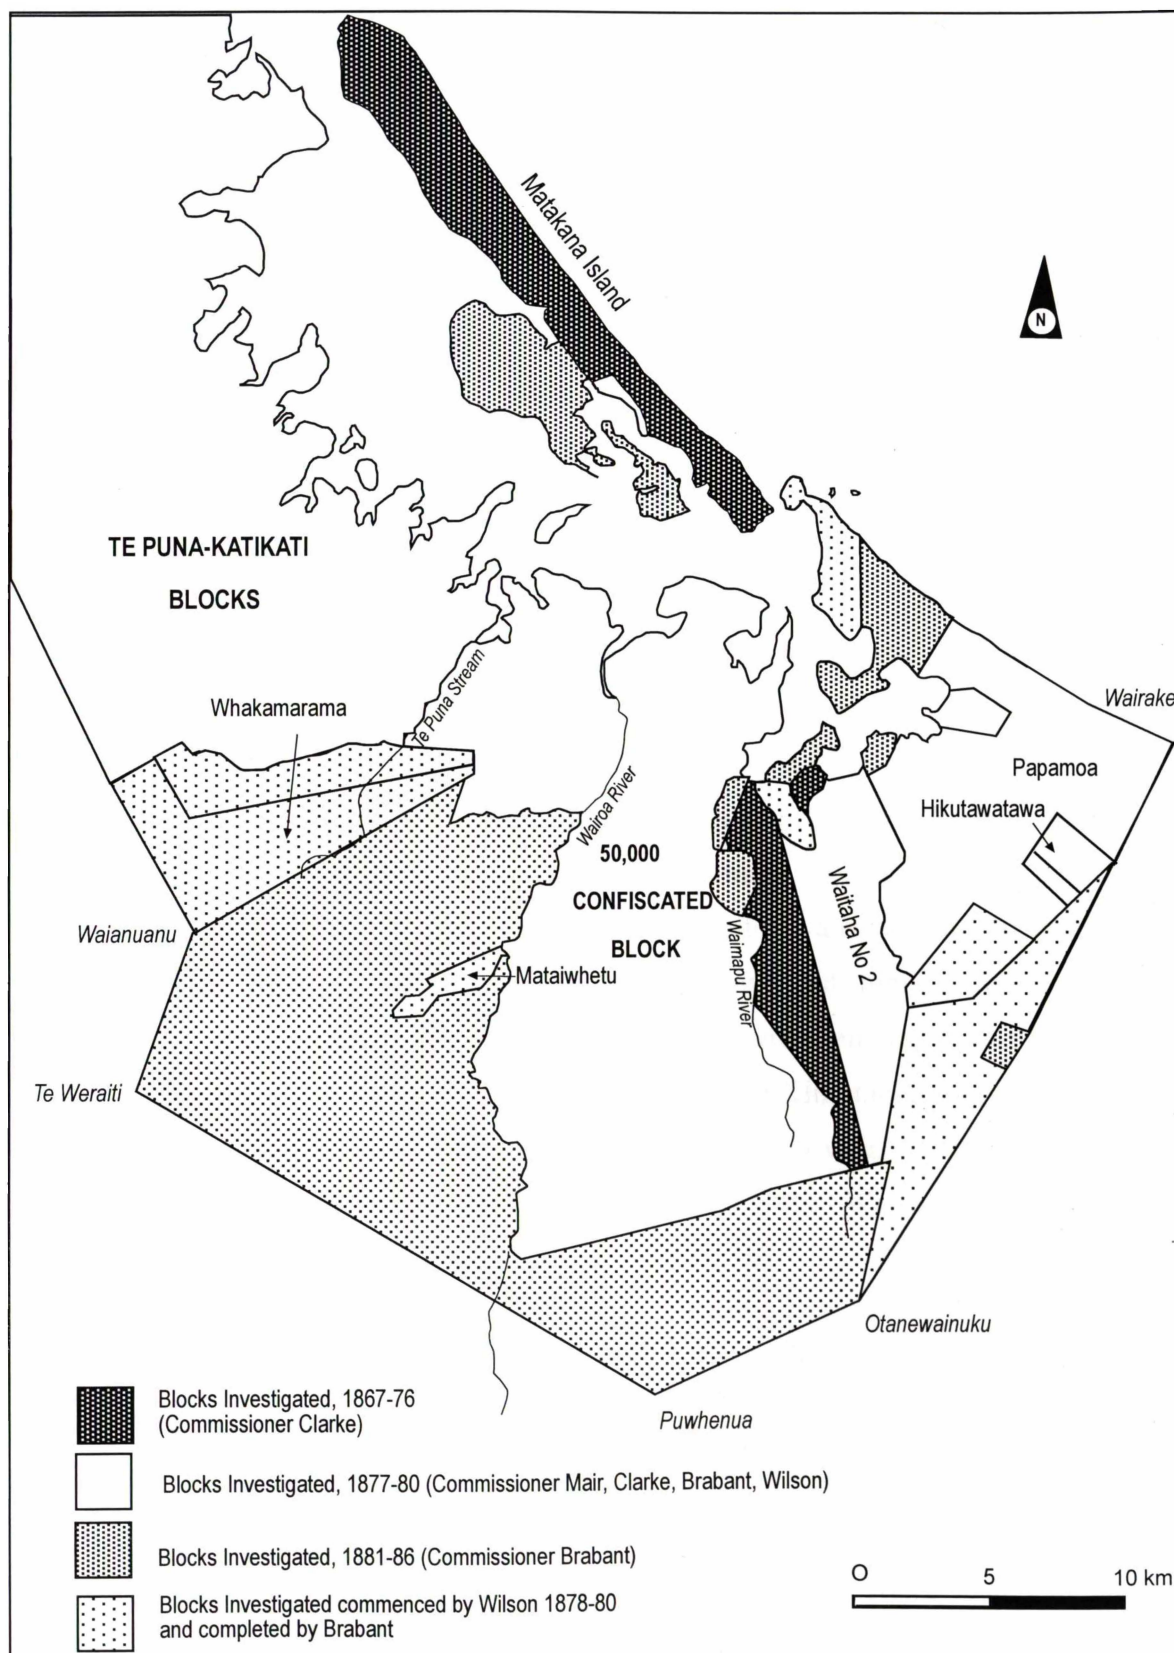 Matakana Island
N
TE PUNA-KATIKATI
BLOCKS
Te Puna Stream
Whakamarama
Wairake
Papamoa
Hikutawatawa
Wairoa River
50,000
CONFISCATED
BLOCK
Waitaha No 2
Waianuanu
Waimapu River
Mataiwhetu
Te Weraiti
Otanewainuku
Puwhenua
Blocks Investigated, 1867-76
(Commissioner Clarke)
Blocks Investigated, 1877-80 (Commissioner Mair, Clarke, Brabant, Wilson)
Blocks Investigated, 1881-86 (Commissioner Brabant)
Blocks Investigated commenced by Wilson 1878-80
and completed by Brabant
O 5 10 km